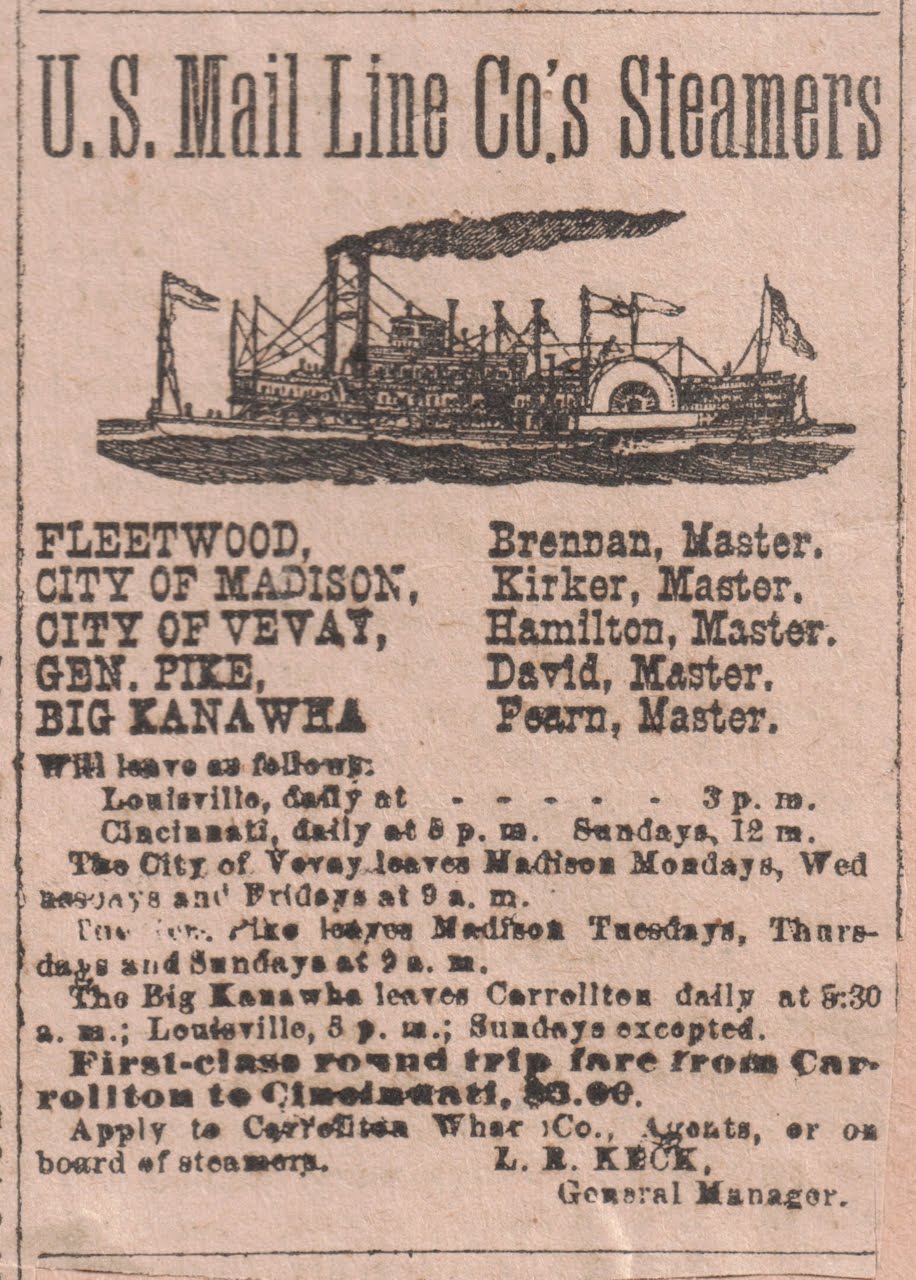 U.S. Mail Line Co.'s Steamers
FLEETWOOD, Brennan, Master.
CITY OF MADISON, Kirker, Master.
CITY OF VEVAY, Hamilton, Master.
GEN. PIKE, David, Master.
BIG KANAWHA Fearn, Master.
Will leave as follows:
Louisville, daily at - - - - - 3 p. m.
Cincinnati, daily at 5 p. m. Sundays, 12 m.
The City of Vevay leaves Madison Mondays, Wed
nesdays and Fridays at 9 a. m.
The Gen. Pike leaves Madison Tuesdays, Thurs-
days and Sundays at 9 a. m.
The Big Kanawha leaves Carrollton daily at :30
a. m.; Louisville, 3 p. m.; Sundays excepted.
First-class round trip fare from Car-
rollton to Cincinnati, $3.00.
Apply to Carrollton Whar Co., Agents, or on
board of steamers. L. R. KECK,
General Manager.